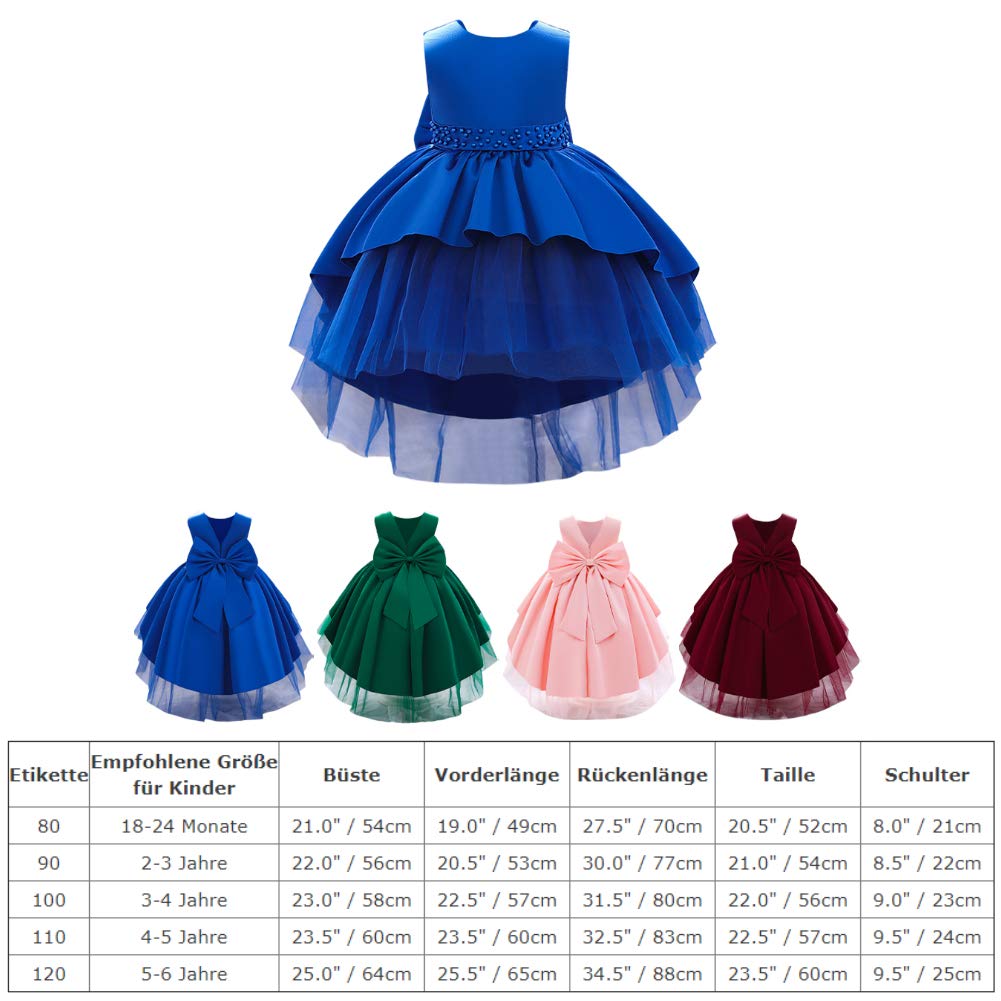 Etikette Empfohlene Größe für Kinder Büste Vorderlänge Rückenlänge Taille Schulter
80 18-24 Monate 21.0" / 54cm 19.0" / 49cm 27.5" / 70cm 20.5" / 52cm 8.0" / 21cm
90 2-3 Jahre 22.0" / 56cm 20.5" / 53cm 30.0" / 77cm 21.0" / 54cm 8.5" / 22cm
100 3-4 Jahre 23.0" / 58cm 22.5" / 57cm 31.5" / 80cm 22.0" / 56cm 9.0" / 23cm
110 4-5 Jahre 23.5" / 60cm 23.5" / 60cm 32.5" / 83cm 22.5" / 57cm 9.5" / 24cm
120 5-6 Jahre 25.0" / 64cm 25.5" / 65cm 34.5" / 88cm 23.5" / 60cm 9.5" / 25cm